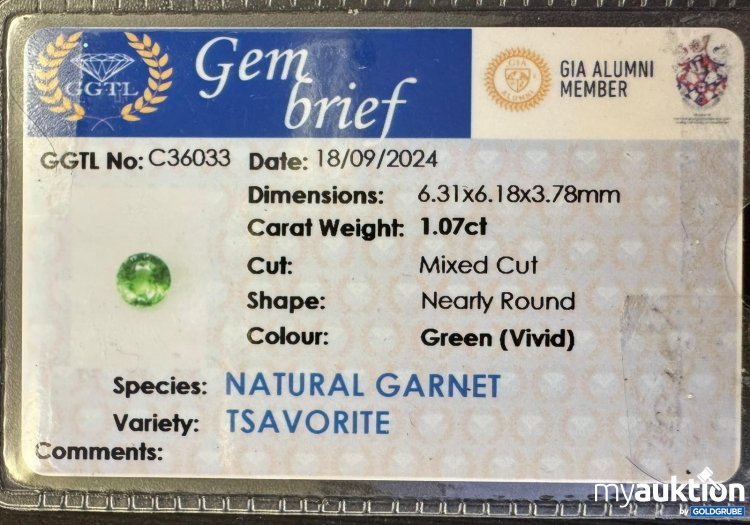 GGTL
Gem
brief
GIA
ALUMNI
GIA ALUMNI
MEMBER
GGTL No: C36033 Date: 18/09/2024
Dimensions: 6.31x6.18x3.78mm
Carat Weight: 1.07ct
Cut: Mixed Cut
Shape: Nearly Round
Colour: Green (Vivid)
Species: NATURAL GARNET
Variety: TSAVORITE
Comments:
myauktion
by GOLDGRUBE